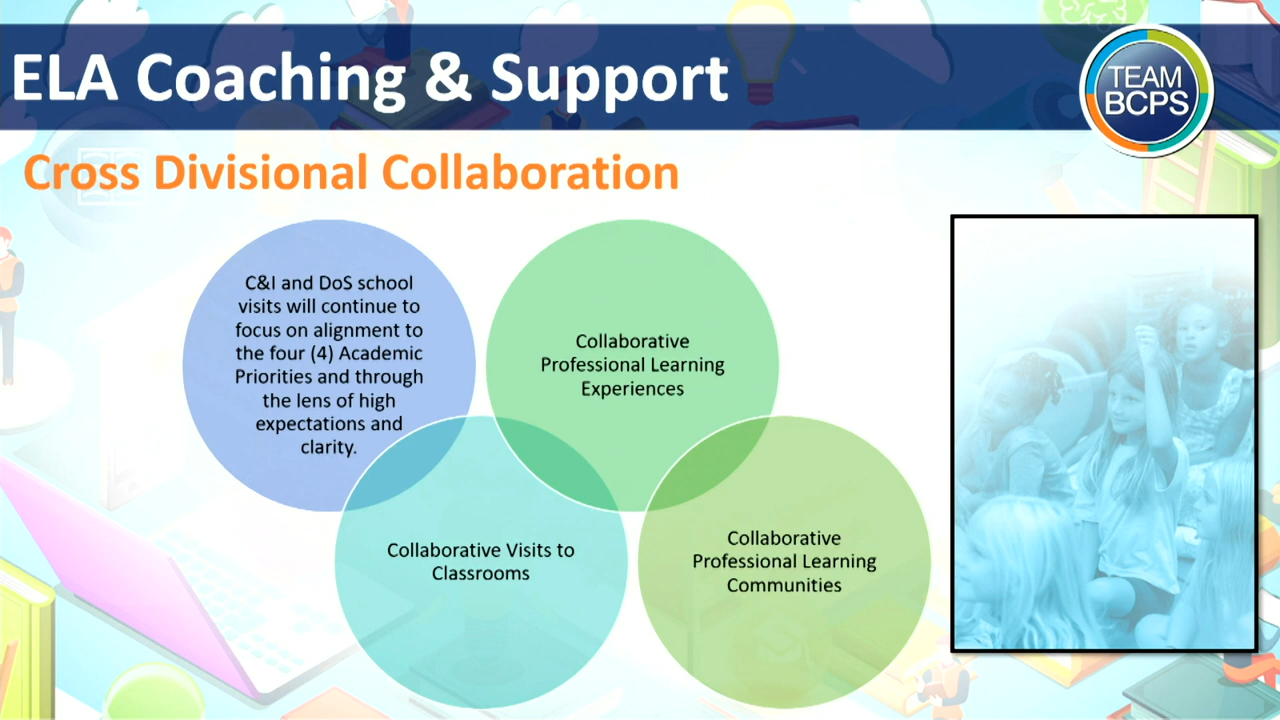 ELA Coaching & Support
TEAM
BCPS
Cross Divisional Collaboration
C&I and DoS school
visits will continue to
focus on alignment to
the four (4) Academic
Priorities and through
the lens of high
expectations and
clarity.
Collaborative
Professional Learning
Experiences
Collaborative Visits to
Classrooms
Collaborative
Professional Learning
Communities